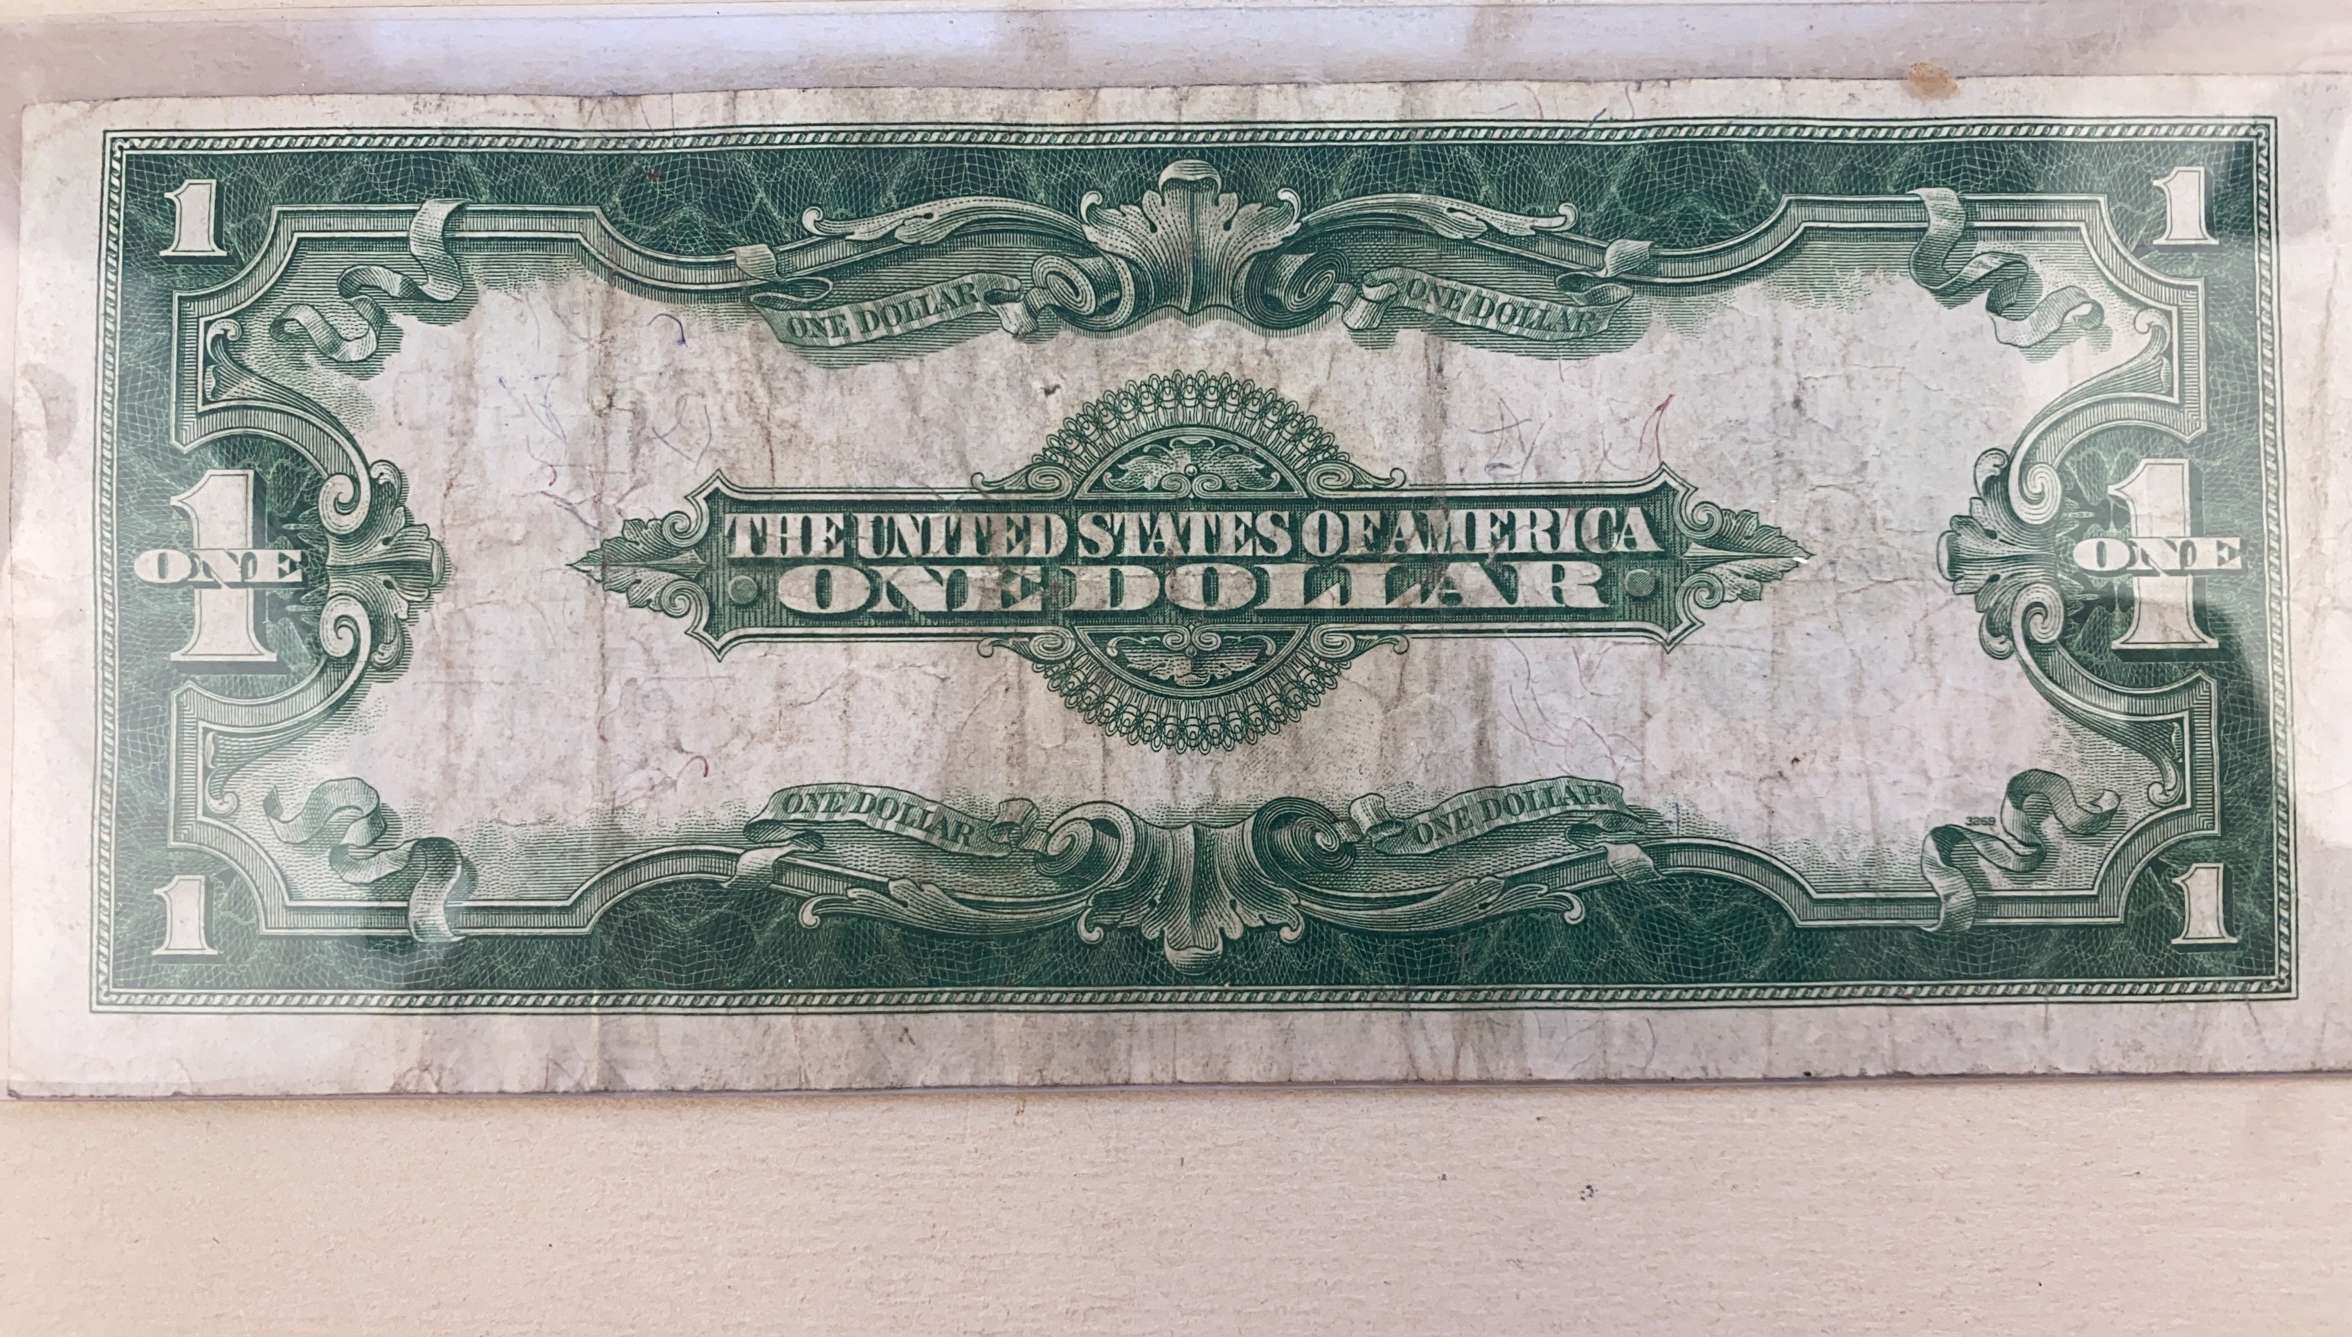 1 1
ONE DOLLAR ONE DOLLAR
THE UNITED STATES OF AMERICA
1 ONE 1 ONE
ONE DOLLAR
ONE DOLLAR ONE DOLLAR
3268
1 1